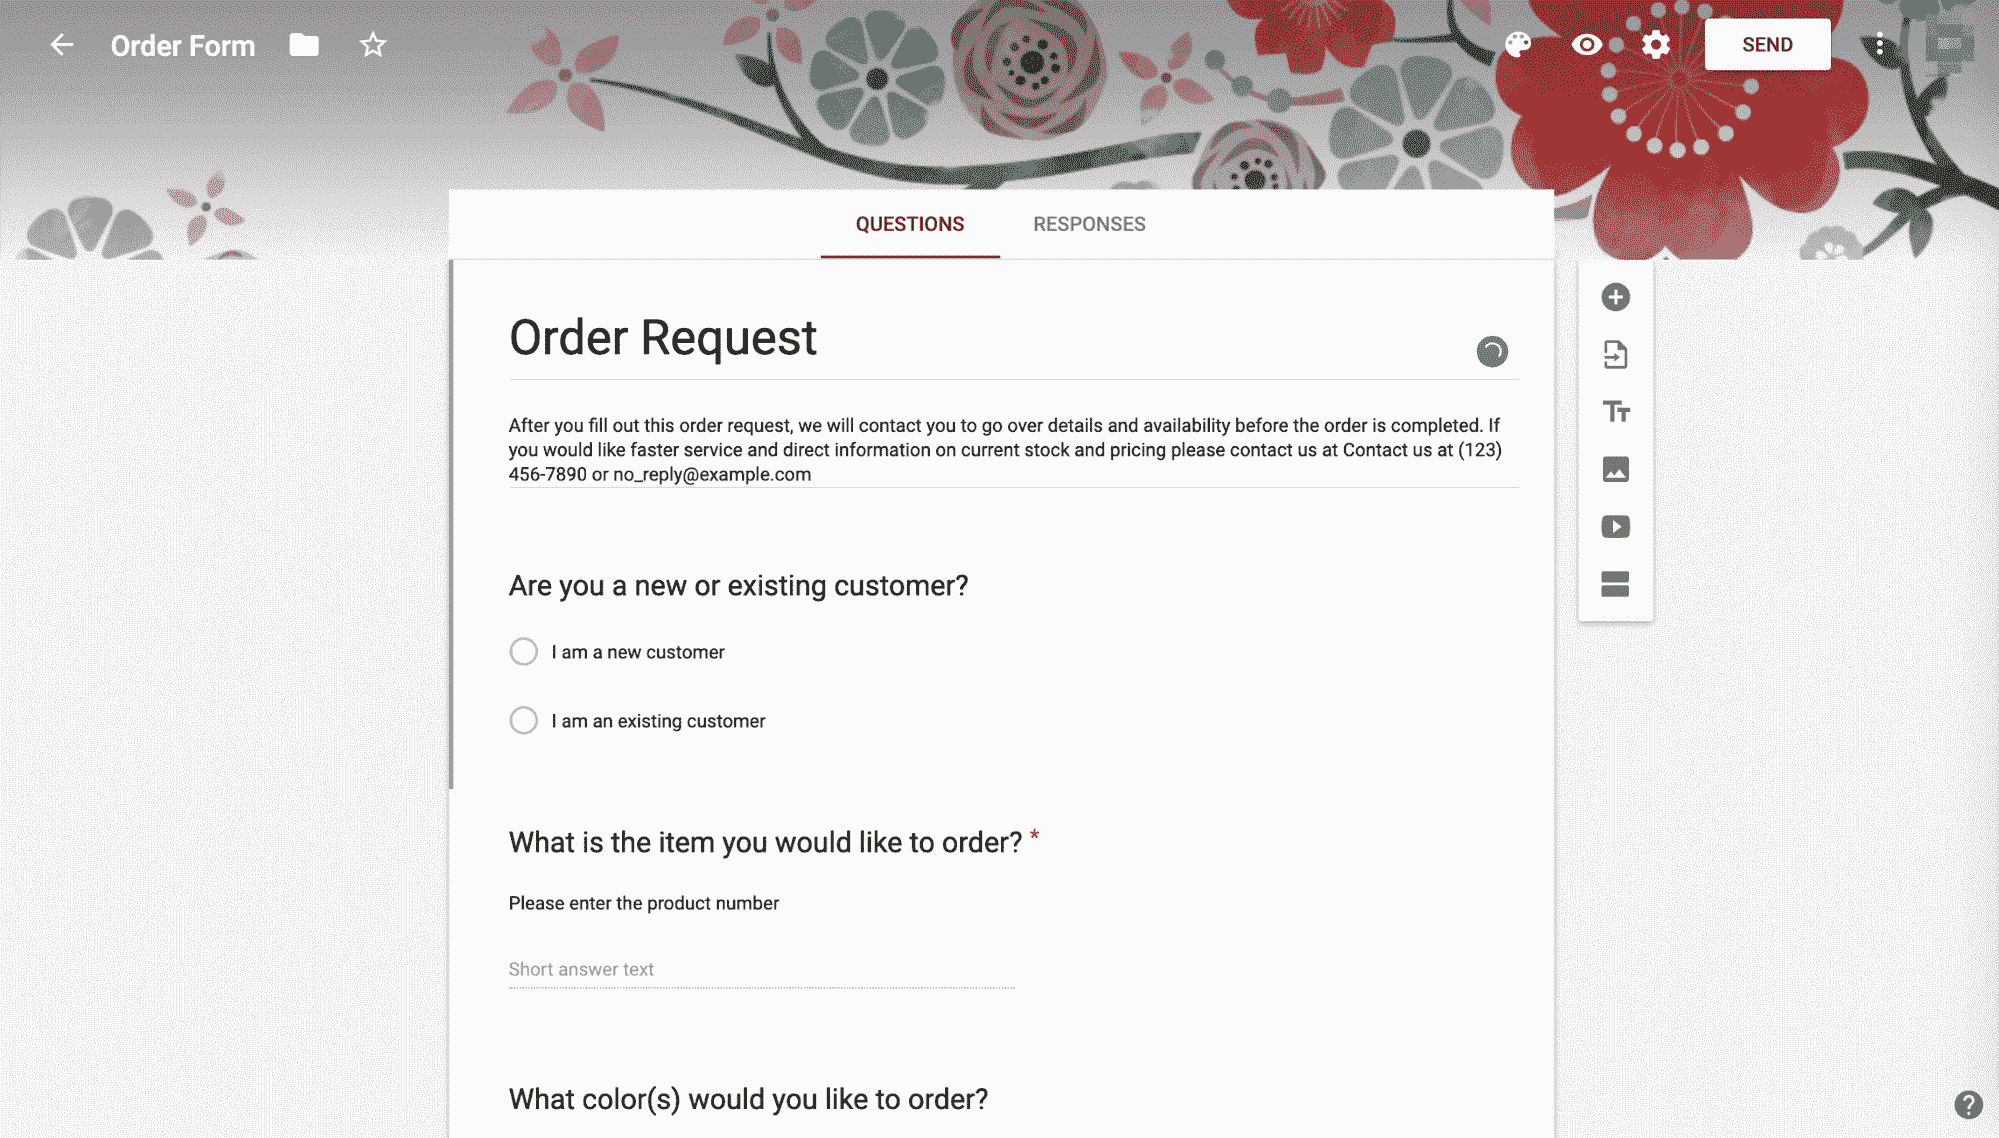 Order Form
SEND
QUESTIONS
RESPONSES
Order Request
After you fill out this order request, we will contact you to go over details and availability before the order is completed. If
you would like faster service and direct information on current stock and pricing please contact us at Contact us at (123)
456-7890 or no_reply@example.com
Are you a new or existing customer?
I am a new customer
I am an existing customer
What is the item you would like to order? *
Please enter the product number
Short answer text
What color(s) would you like to order?